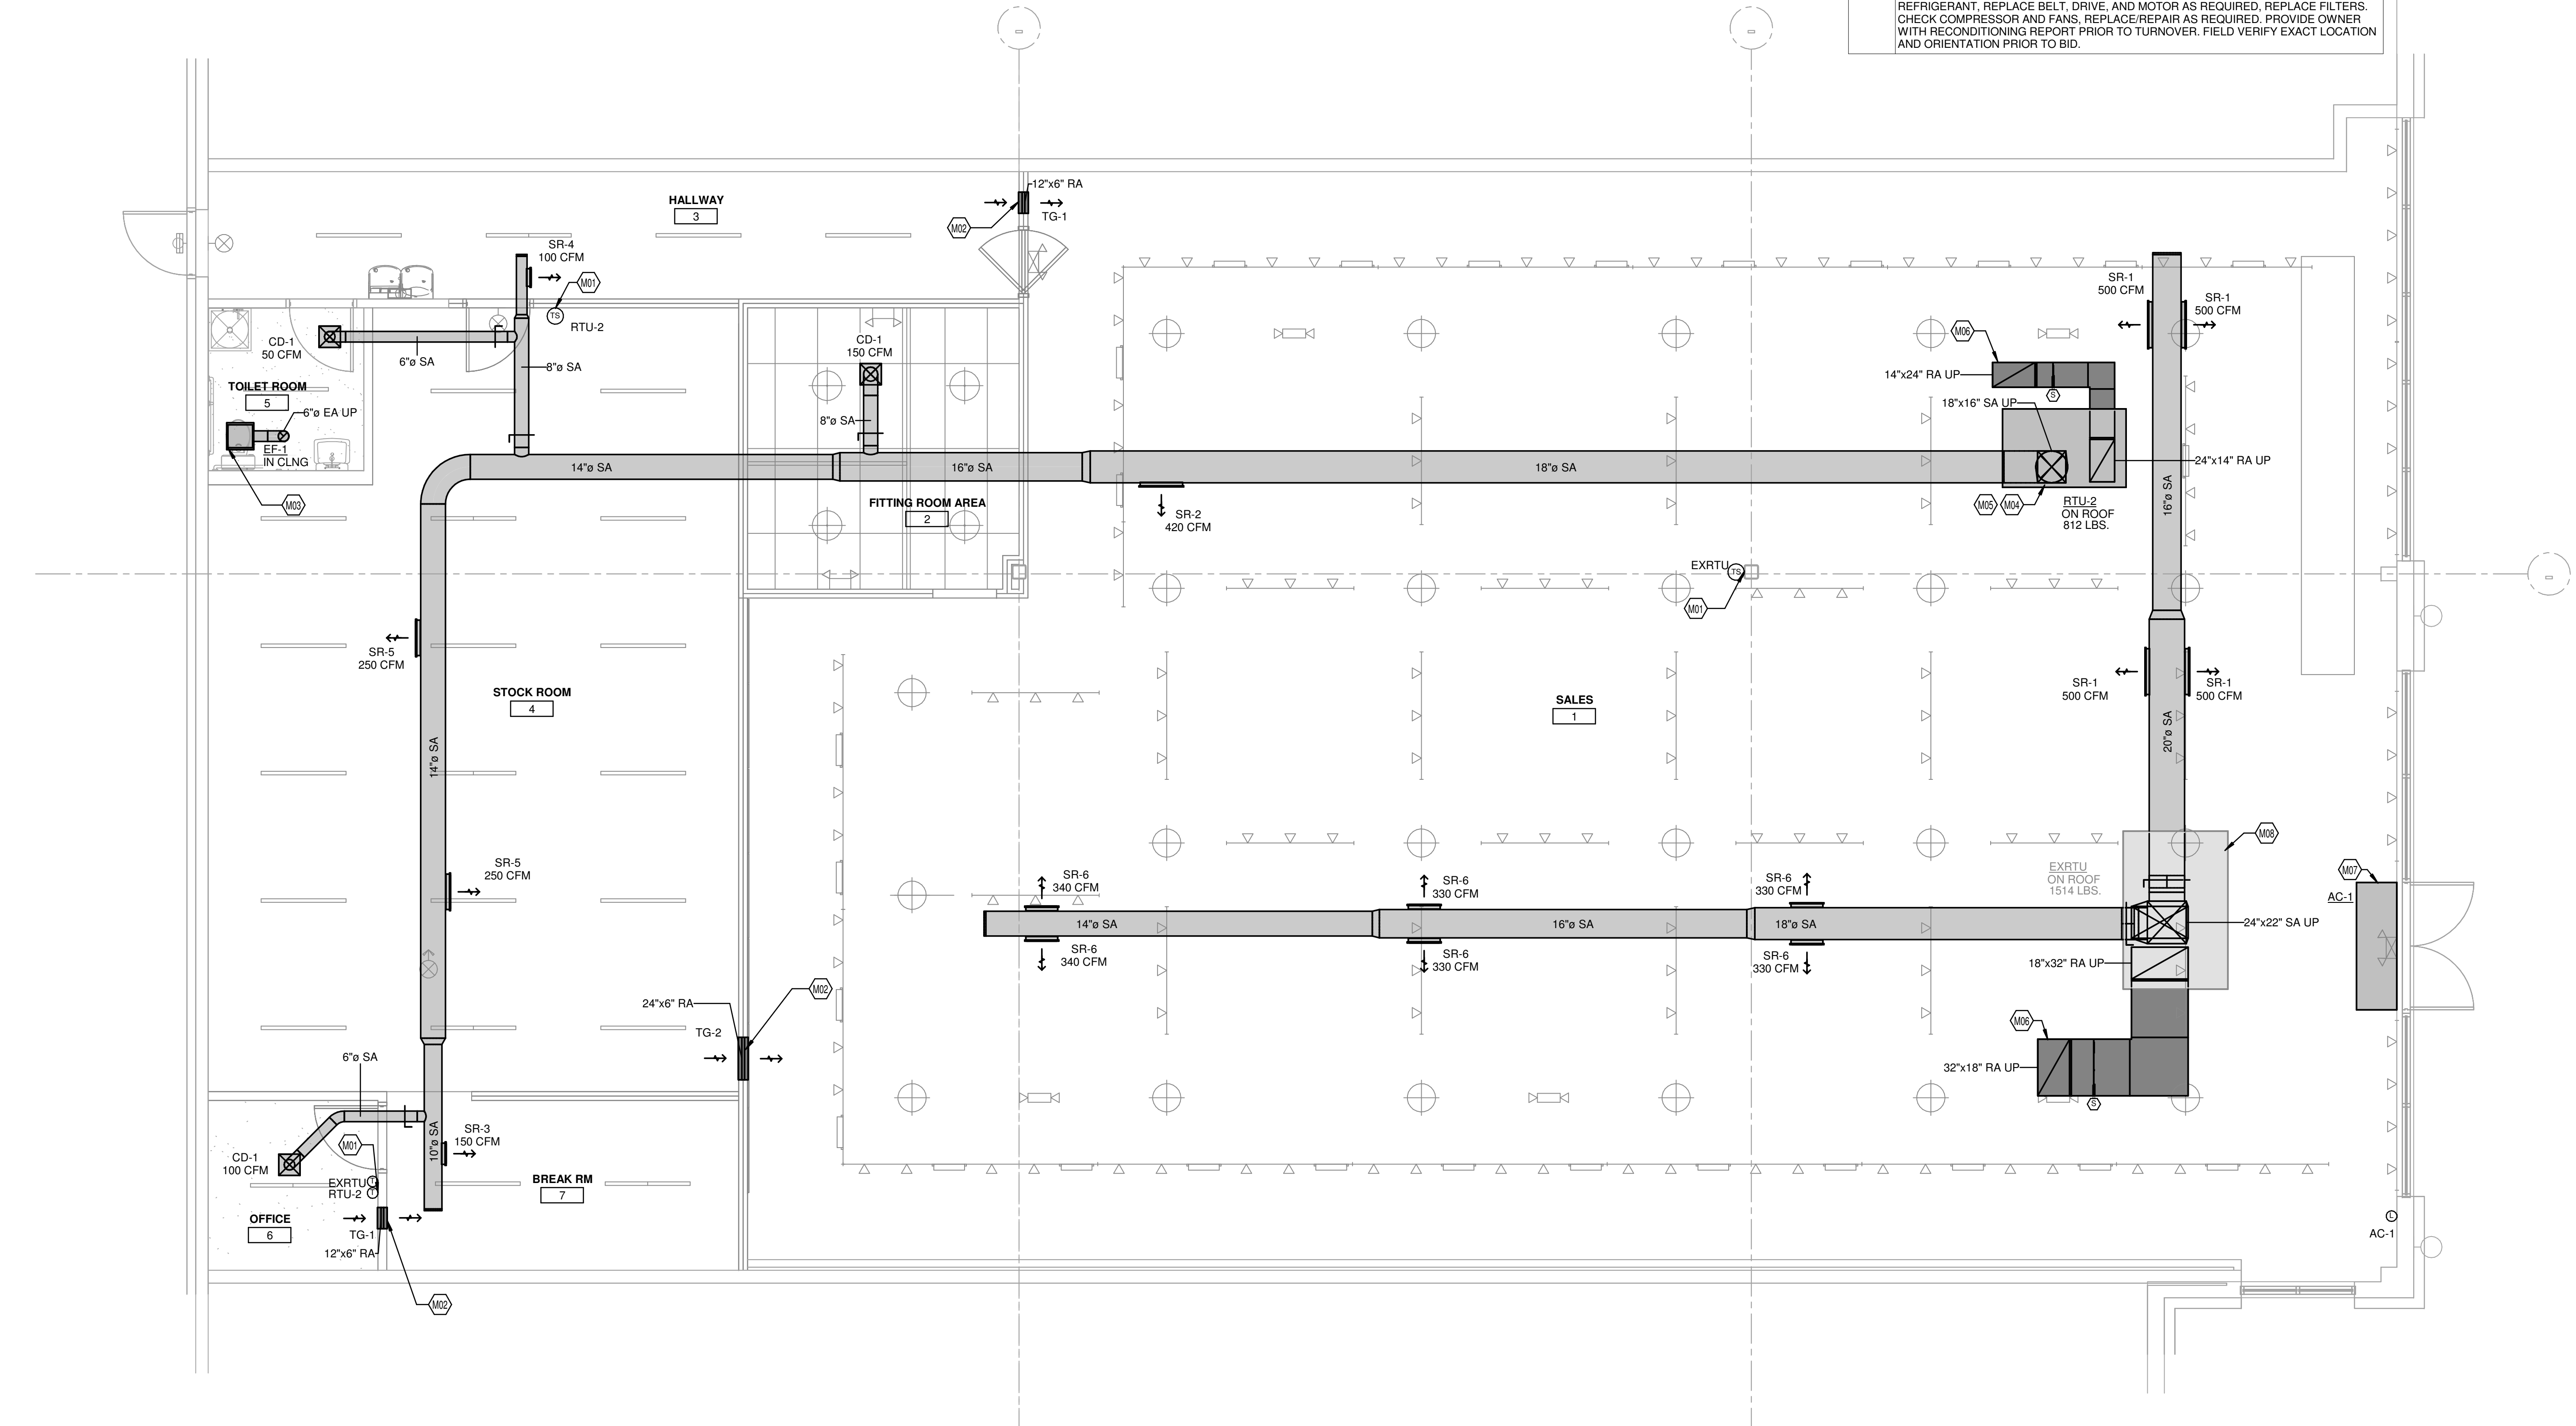 REFRIGERANT, REPLACE BELT, DRIVE, AND MOTOR AS REQUIRED, REPLACE FILTERS.
CHECK COMPRESSOR AND FANS, REPLACE/REPAIR AS REQUIRED. PROVIDE OWNER
WITH RECONDITIONING REPORT PRIOR TO TURNOVER. FIELD VERIFY EXACT LOCATION
AND ORIENTATION PRIOR TO BID.
12"x6" RA
TG-1
M02
HALLWAY
3
SR-4
100 CFM
M01
TS
RTU-2
CD-1
50 CFM
6"ø SA
8"ø SA
TOILET ROOM
5
6"ø EA UP
EF-1
IN CLNG
M03
CD-1
150 CFM
8"ø SA
14"ø SA
16"ø SA
18"ø SA
FITTING ROOM AREA
2
SR-2
420 CFM
SR-1
500 CFM
SR-1
500 CFM
M06
14"x24" RA UP
S
18"x16" SA UP
24"x14" RA UP
M05
M04
RTU-2
ON ROOF
812 LBS.
16"ø SA
EXRTU
TS
M01
SR-5
250 CFM
STOCK ROOM
4
SALES
1
SR-1
500 CFM
SR-1
500 CFM
20"ø SA
14"ø SA
SR-5
250 CFM
M08
EXRTU
ON ROOF
1514 LBS.
M07
AC-1
SR-6
340 CFM
SR-6
330 CFM
SR-6
330 CFM
14"ø SA
16"ø SA
18"ø SA
24"x22" SA UP
SR-6
340 CFM
SR-6
330 CFM
SR-6
330 CFM
18"x32" RA UP
24"x6" RA
M02
TG-2
M06
32"x18" RA UP
S
6"ø SA
M01
SR-3
150 CFM
10"ø SA
CD-1
100 CFM
EXRTU
T
RTU-2
T
BREAK RM
7
OFFICE
6
TG-1
12"x6" RA
M02
L
AC-1